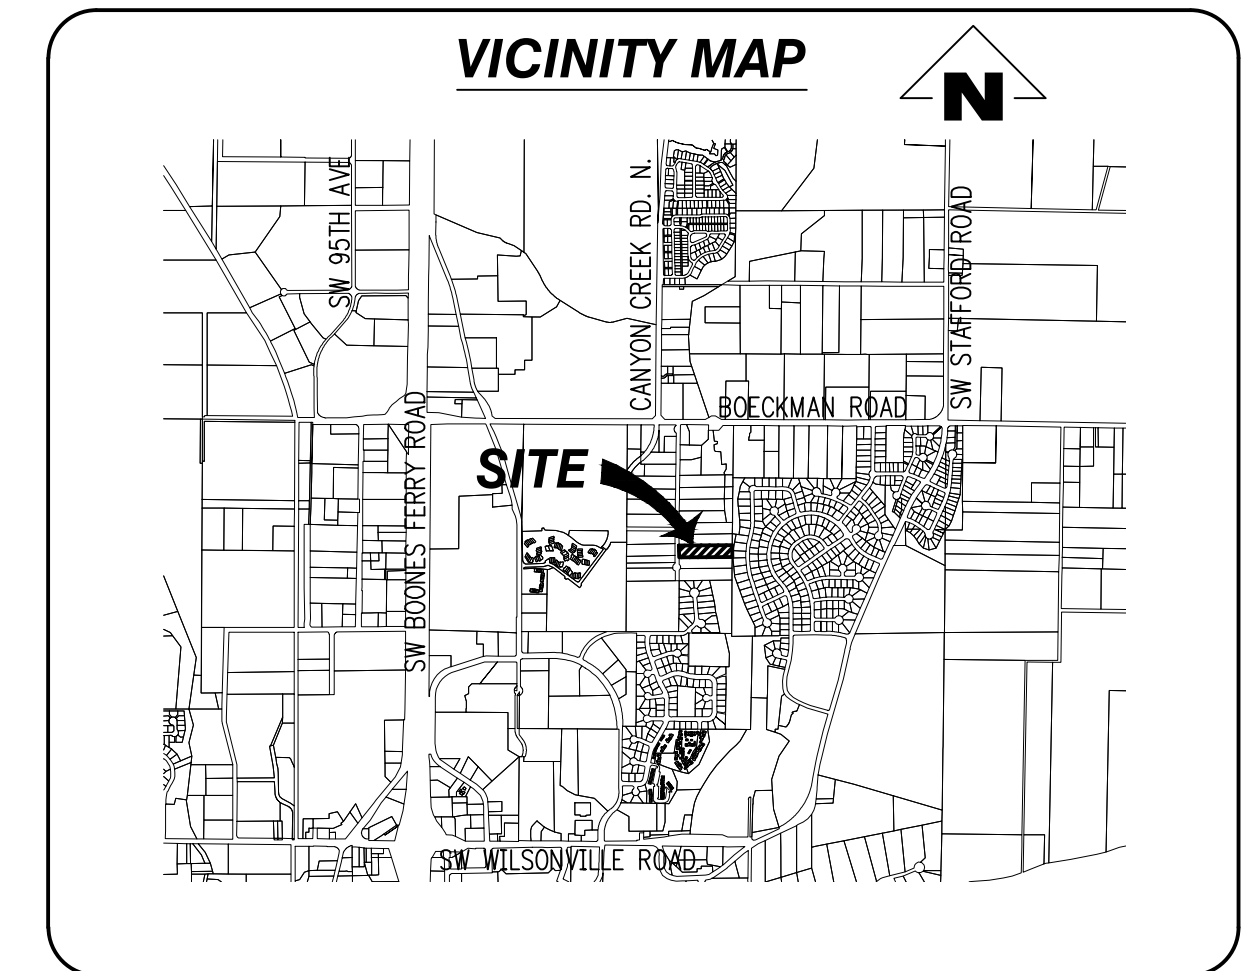 VICINITY MAP
N
SW 95TH AVE
CANYON CREEK RD. N.
SW STAFFORD ROAD
BOECKMAN ROAD
SW BOONES FERRY ROAD
SITE
SW WILSONVILLE ROAD